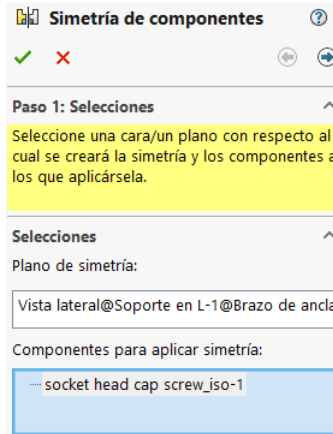 Simetría de componentes
Paso 1: Selecciones
Seleccione una cara/un plano con respecto al
cual se creará la simetría y los componentes a
los que aplicársela.
Selecciones
Plano de simetría:
Vista lateral@Soporte en L-1@Brazo de ancla
Componentes para aplicar simetría:
socket head cap screw_iso-1